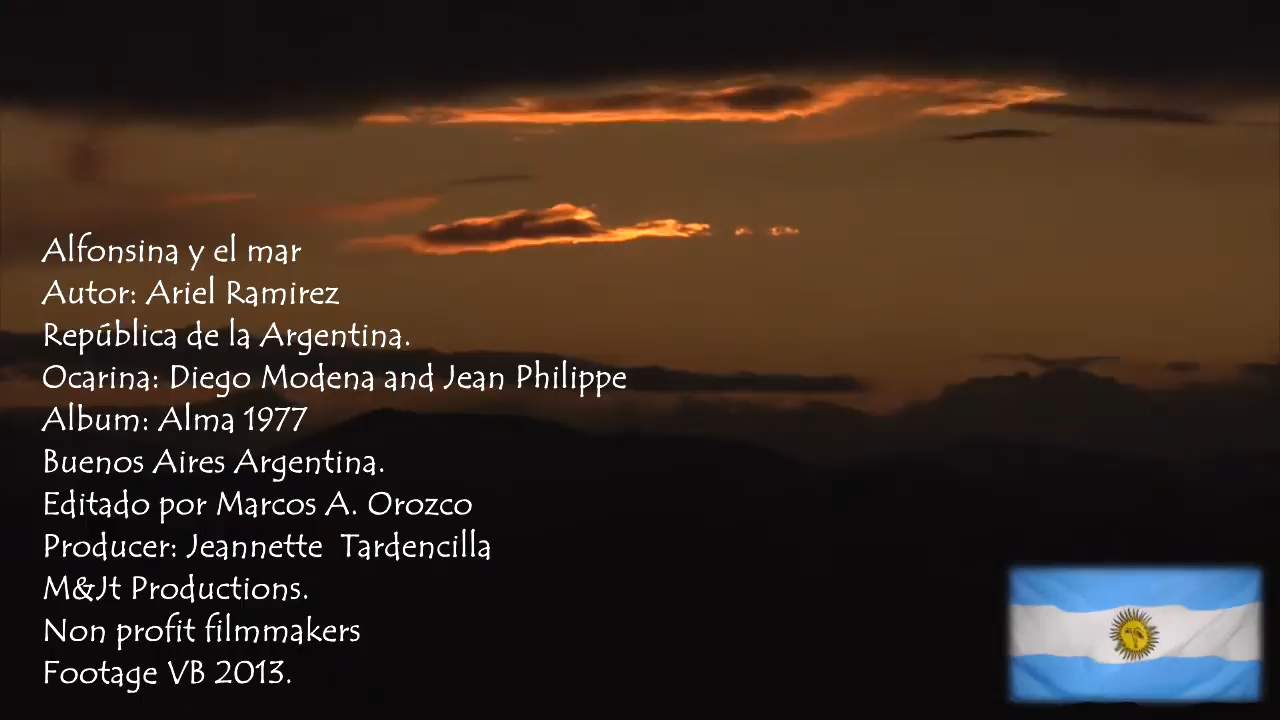 Alfonsina y el mar
Autor: Ariel Ramirez
República de la Argentina.
Ocarina: Diego Modena and Jean Philippe
Album: Alma 1977
Buenos Aires Argentina.
Editado por Marcos A. Orozco
Producer: Jeannette  Tardencilla
M&Jt Productions.
Non profit filmmakers
Footage VB 2013.